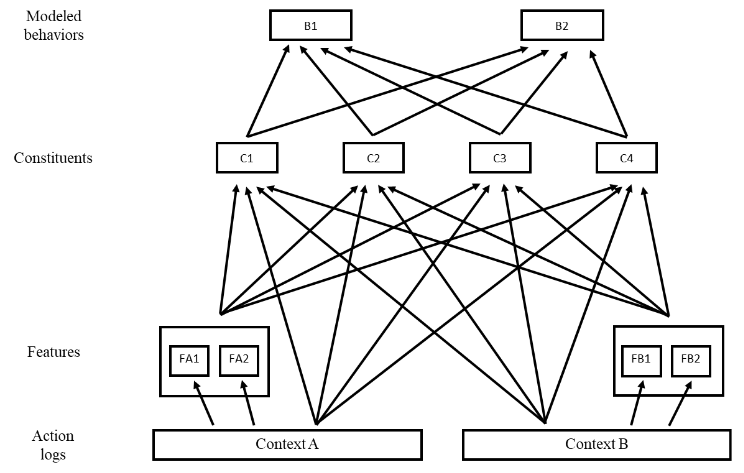 Modeled
behaviors
B1
B2
Constituents
C1
C2
C3
C4
Features
FA1
FA2
FB1
FB2
Action
logs
Context A
Context B